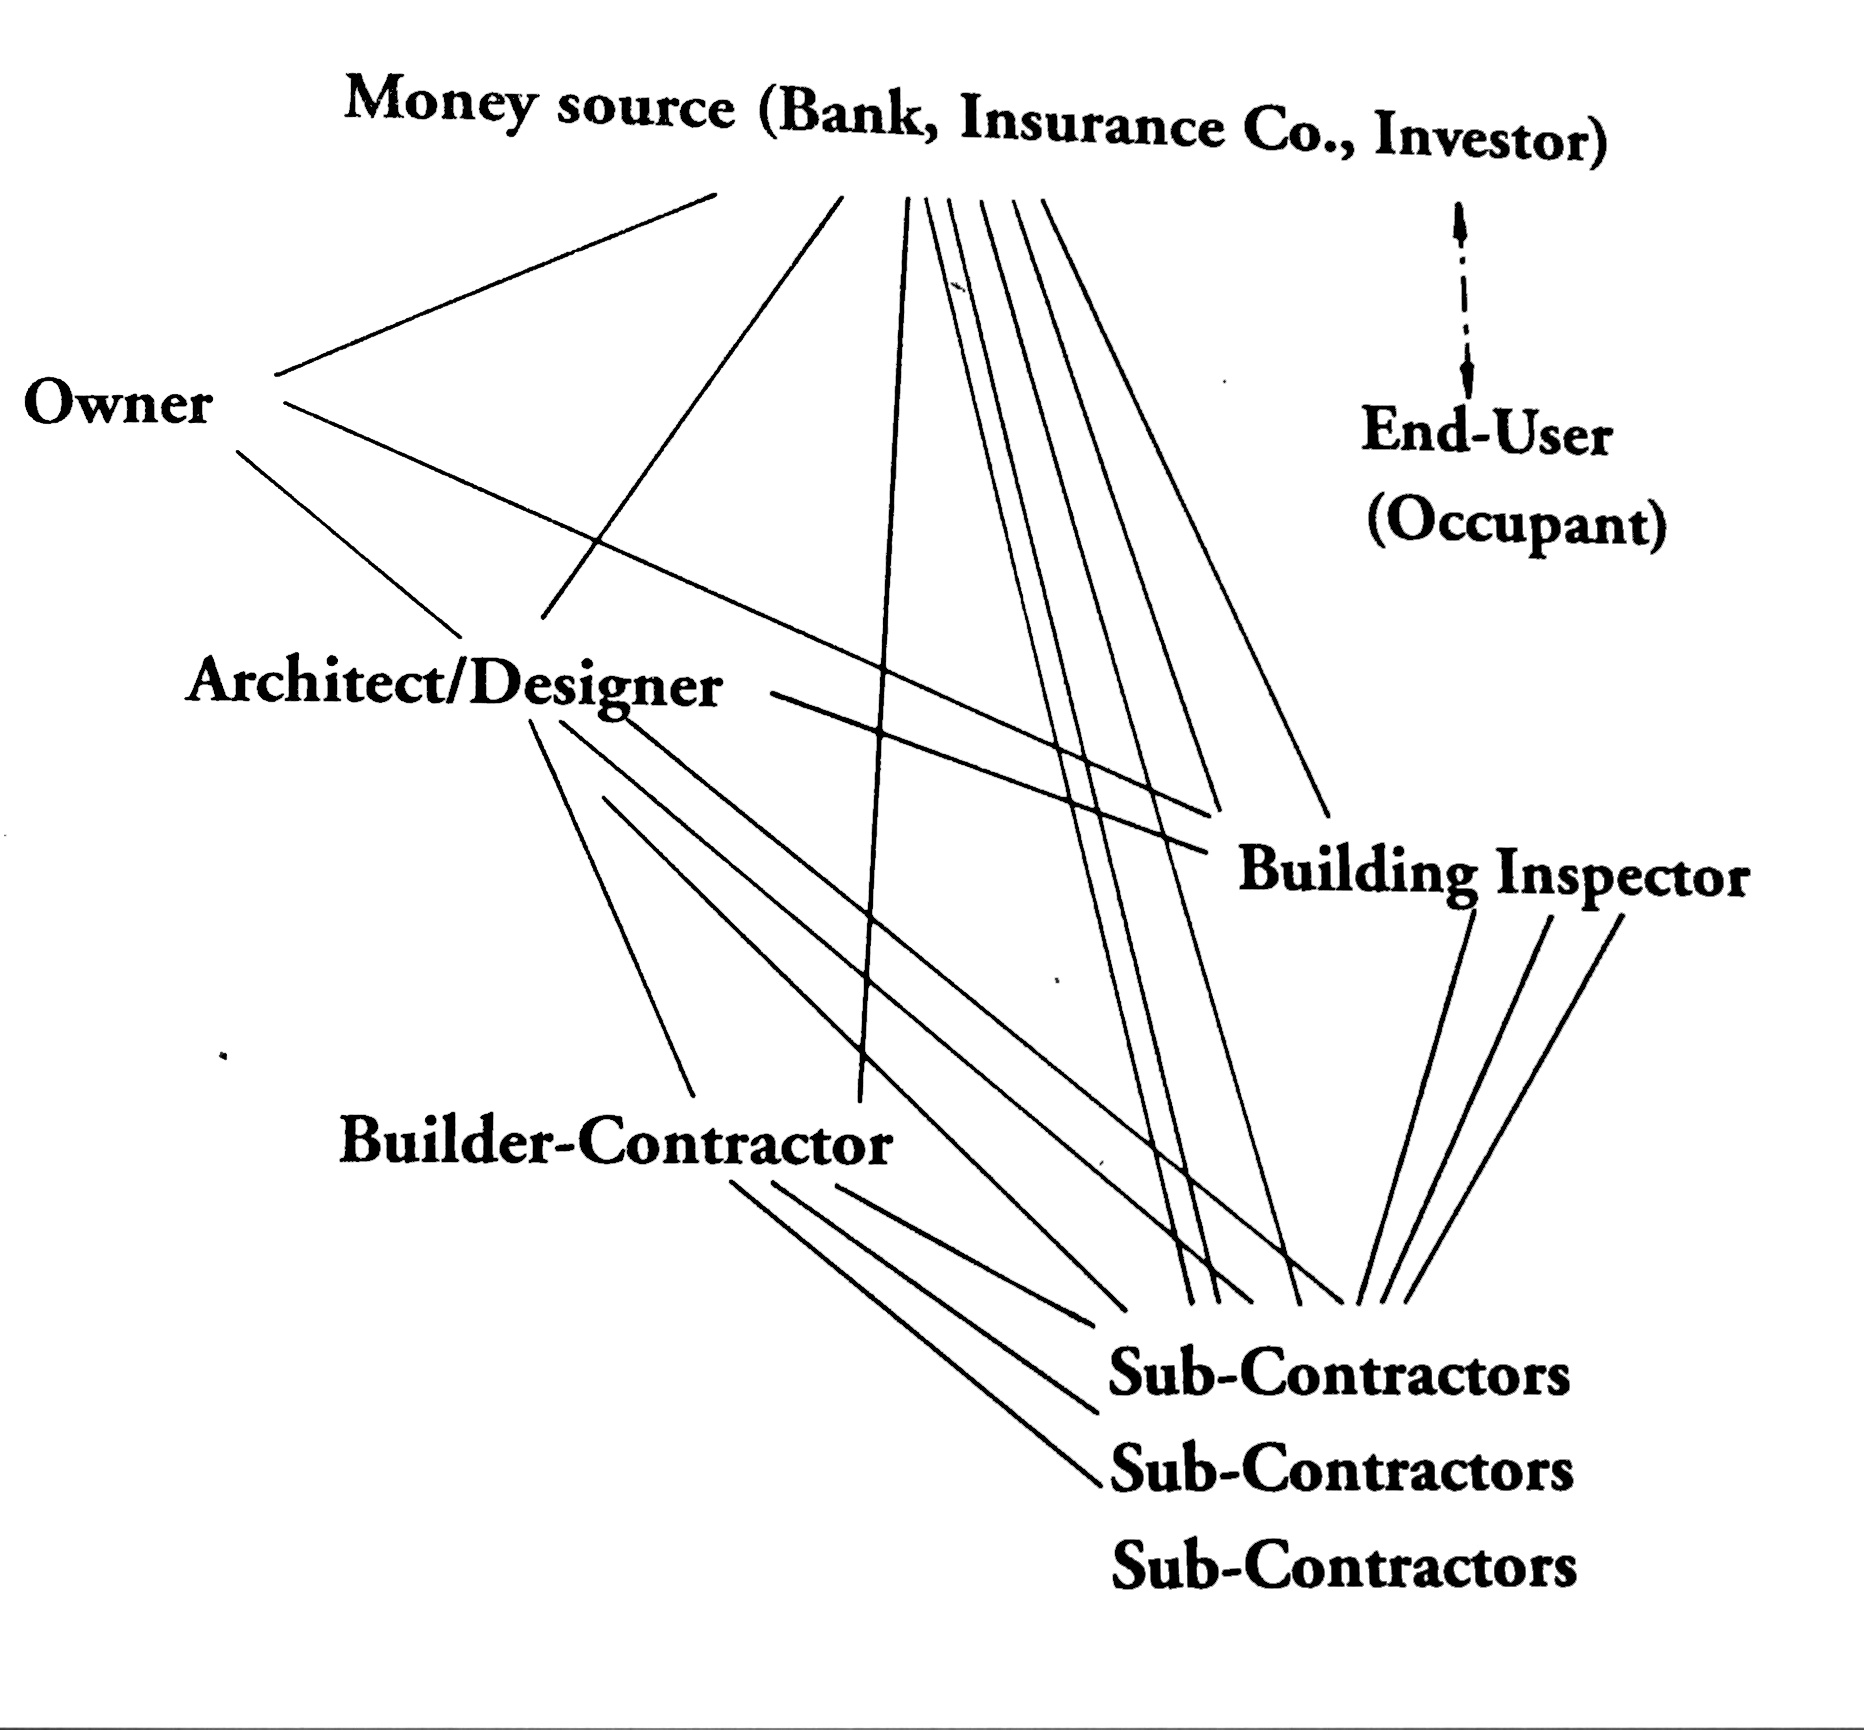 Money source (Bank, Insurance Co., Investor)
Owner
End-User
(Occupant)
Architect/Designer
Building Inspector
Builder-Contractor
Sub-Contractors
Sub-Contractors
Sub-Contractors